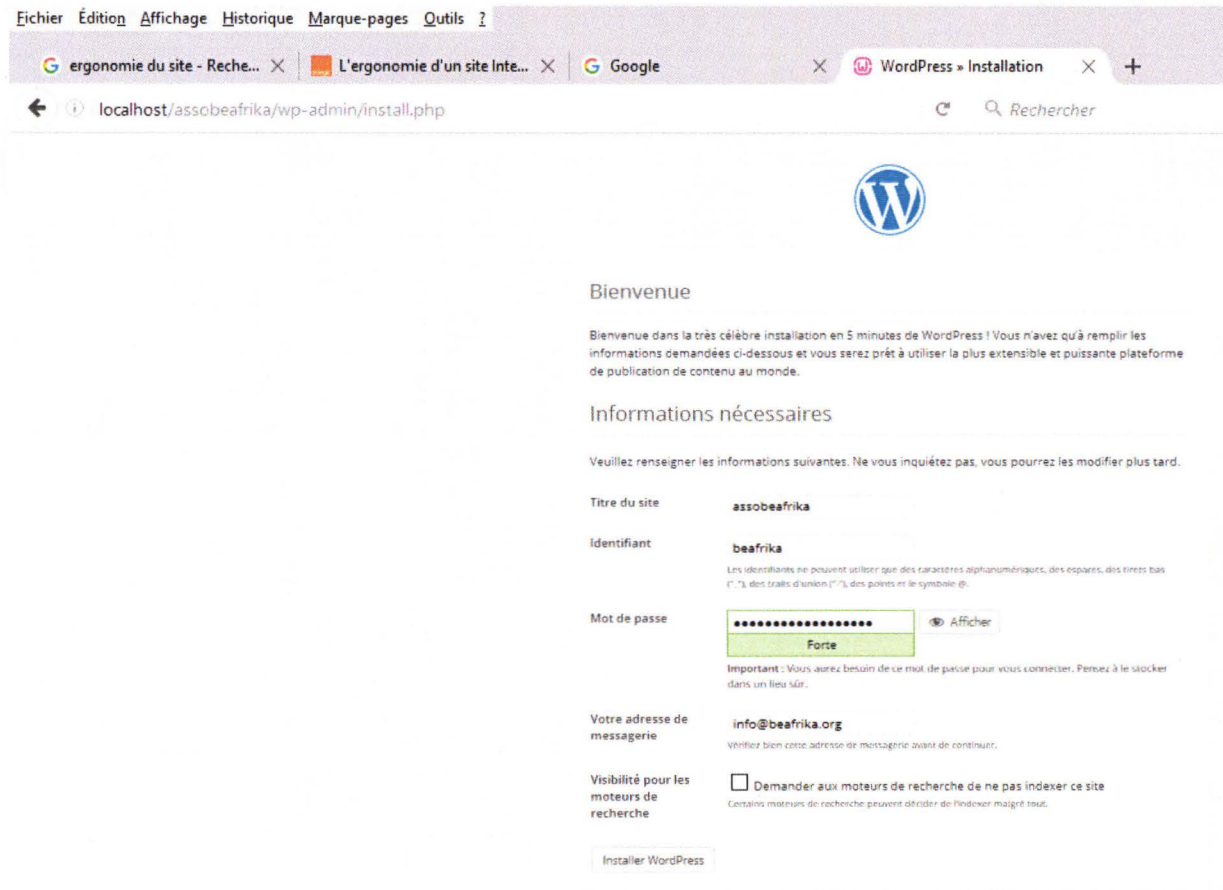 Fichier Édition Affichage Historique Marque-pages Outils ?
ergonomie du site - Reche... L'ergonomie d'un site Inte... Google WordPress » Installation
localhost/assobeafrika/wp-admin/install.php Rechercher
Bienvenue
Bienvenue dans la très célèbre installation en 5 minutes de WordPress ! Vous n'avez qu'à remplir les
informations demandées ci-dessous et vous serez prêt à utiliser la plus extensible et puissante plateforme
de publication de contenu au monde.
Informations nécessaires
Veuillez renseigner les informations suivantes. Ne vous inquiétez pas, vous pourrez les modifier plus tard.
Titre du site assobeafrika
Identifiant beafrika
Les identifiants ne peuvent utiliser que des caractères alphanumériques, des espaces, des tirets bas
("_"), des traits d'union ("-"), des points et le symbole @.
Mot de passe •••••••••••••••••• Afficher
Forte
Important : Vous aurez besoin de ce mot de passe pour vous connecter. Pensez à le stocker
dans un lieu sûr.
Votre adresse de
messagerie
info@beafrika.org
Vérifiez bien cette adresse de messagerie avant de continuer.
Visibilité pour les
moteurs de
recherche
Demander aux moteurs de recherche de ne pas indexer ce site
Certains moteurs de recherche peuvent décider de l'indexer malgré tout.
Installer WordPress